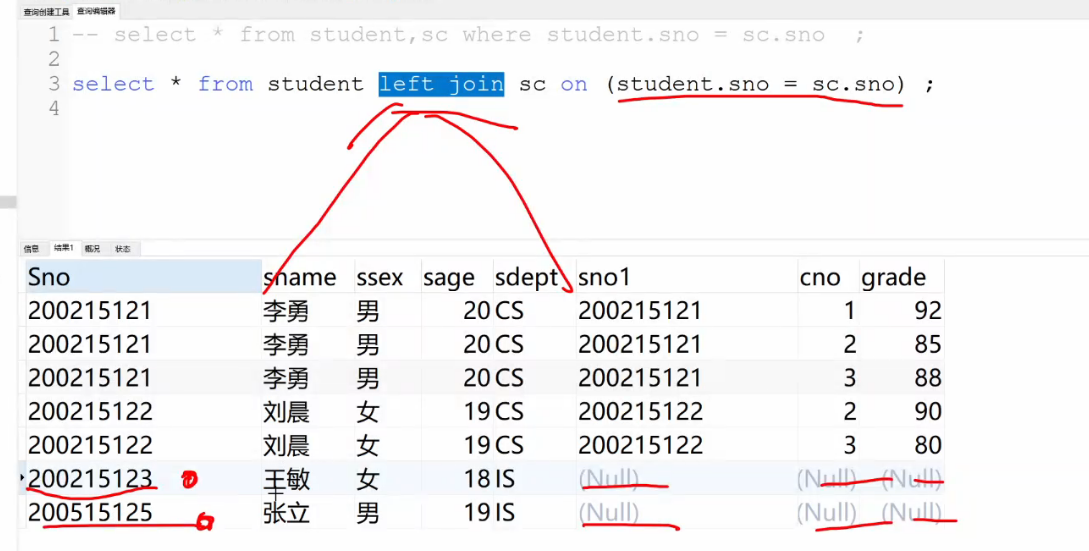 查询创建工具 查询编辑器
1 -- select * from student,sc where student.sno = sc.sno ;
2
3 select * from student left join sc on (student.sno = sc.sno) ;
4
信息 结果1 概况 状态
Sno sname ssex sage sdept sno1 cno grade
200215121 李勇 男 20 CS 200215121 1 92
200215121 李勇 男 20 CS 200215121 2 85
200215121 李勇 男 20 CS 200215121 3 88
200215122 刘晨 女 19 CS 200215122 2 90
200215122 刘晨 女 19 CS 200215122 3 80
200215123 王敏 女 18 IS (Null) (Null) (Null)
200515125 张立 男 19 IS (Null) (Null) (Null)